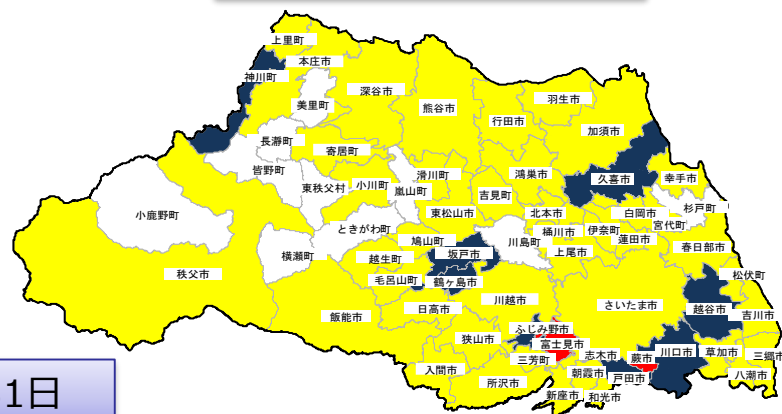 上里町
本庄市
神川町
深谷市
美里町
熊谷市
羽生市
行田市
加須市
長瀞町
寄居町
皆野町
滑川町
鴻巣市
久喜市
幸手市
東秩父村
小川町
嵐山町
吉見町
小鹿野町
東松山市
北本市
白岡市
杉戸町
宮代町
ときがわ町
川島町
桶川市
伊奈町
蓮田市
横瀬町
鳩山町
坂戸市
上尾市
春日部市
越生町
秩父市
毛呂山町
鶴ヶ島市
松伏町
川越市
さいたま市
越谷市
吉川市
飯能市
日高市
ふじみ野市
狭山市
富士見市
三芳町
志木市
蕨市
川口市
草加市
三郷市
入間市
所沢市
朝霞市
戸田市
八潮市
新座市
和光市
1日